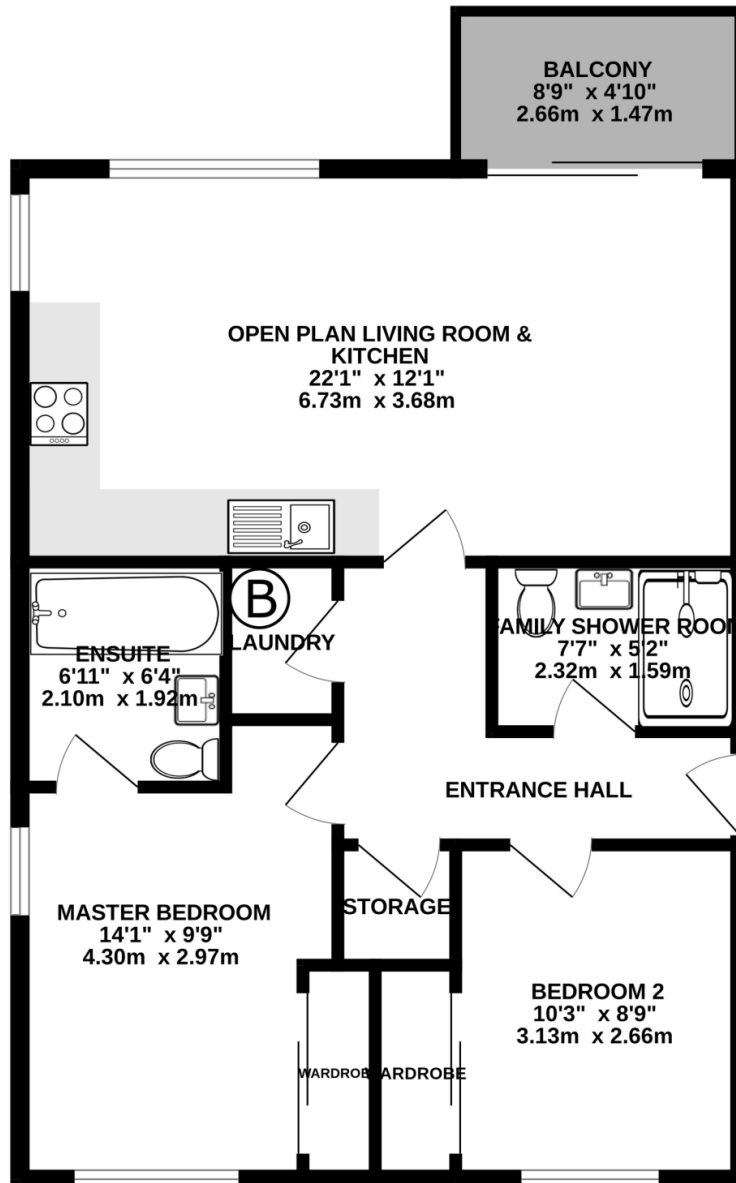 BALCONY
8'9" x 4'10"
2.66m x 1.47m
OPEN PLAN LIVING ROOM &
KITCHEN
22'1" x 12'1"
6.73m x 3.68m
B
LAUNDRY
ENSUITE
6'11" x 6'4"
2.10m x 1.92m
FAMILY SHOWER ROOM
7'7" x 5'2"
2.32m x 1.59m
ENTRANCE HALL
MASTER BEDROOM
14'1" x 9'9"
4.30m x 2.97m
STORAGE
BEDROOM 2
10'3" x 8'9"
3.13m x 2.66m
WARDROBE
WARDROBE